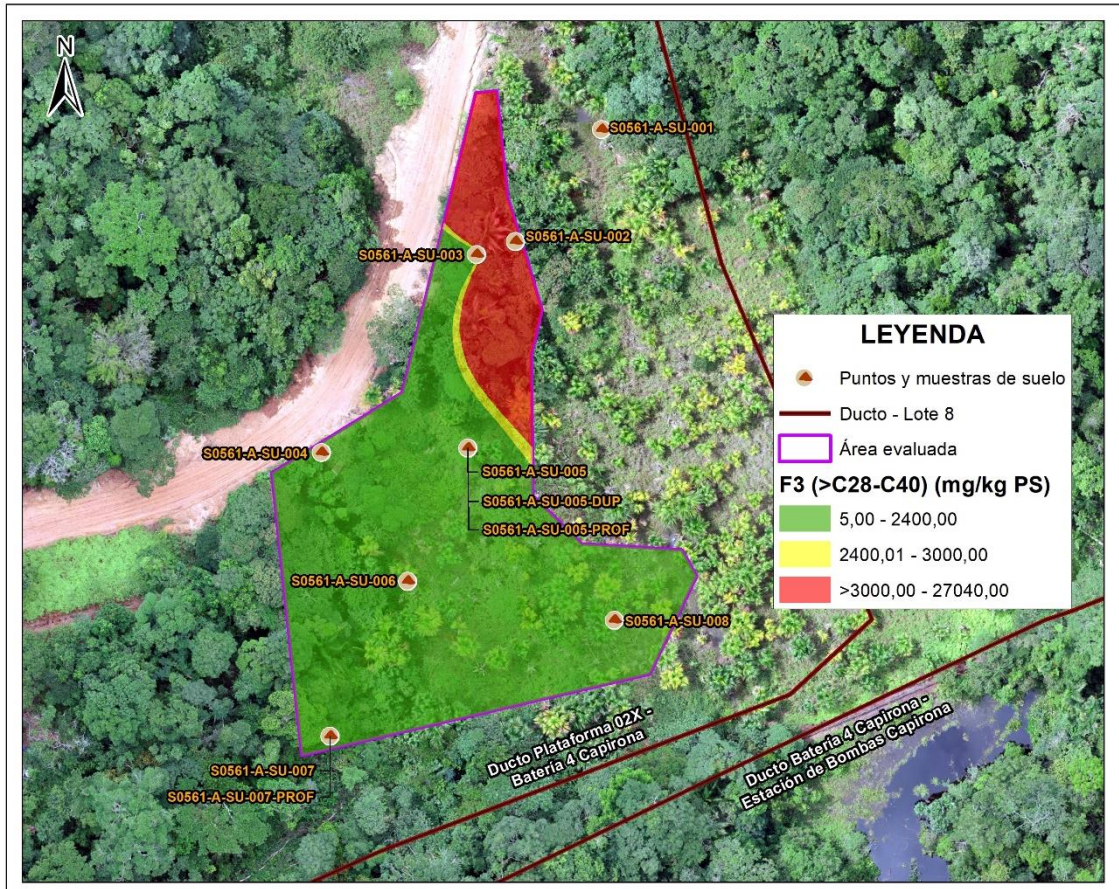 N
S0561-A-SU-001
S0561-A-SU-002
S0561-A-SU-003
S0561-A-SU-004
S0561-A-SU-005
S0561-A-SU-005-DUP
S0561-A-SU-005-PROF
S0561-A-SU-006
S0561-A-SU-008
S0561-A-SU-007
S0561-A-SU-007-PROF
Ducto Plataforma 02X -
Batería 4 Capirona
Ducto Batería 4 Capirona -
Estación de Bombas Capirona
LEYENDA
Puntos y muestras de suelo
Ducto - Lote 8
Área evaluada
F3 (>C28-C40) (mg/kg PS)
5,00 - 2400,00
2400,01 - 3000,00
>3000,00 - 27040,00